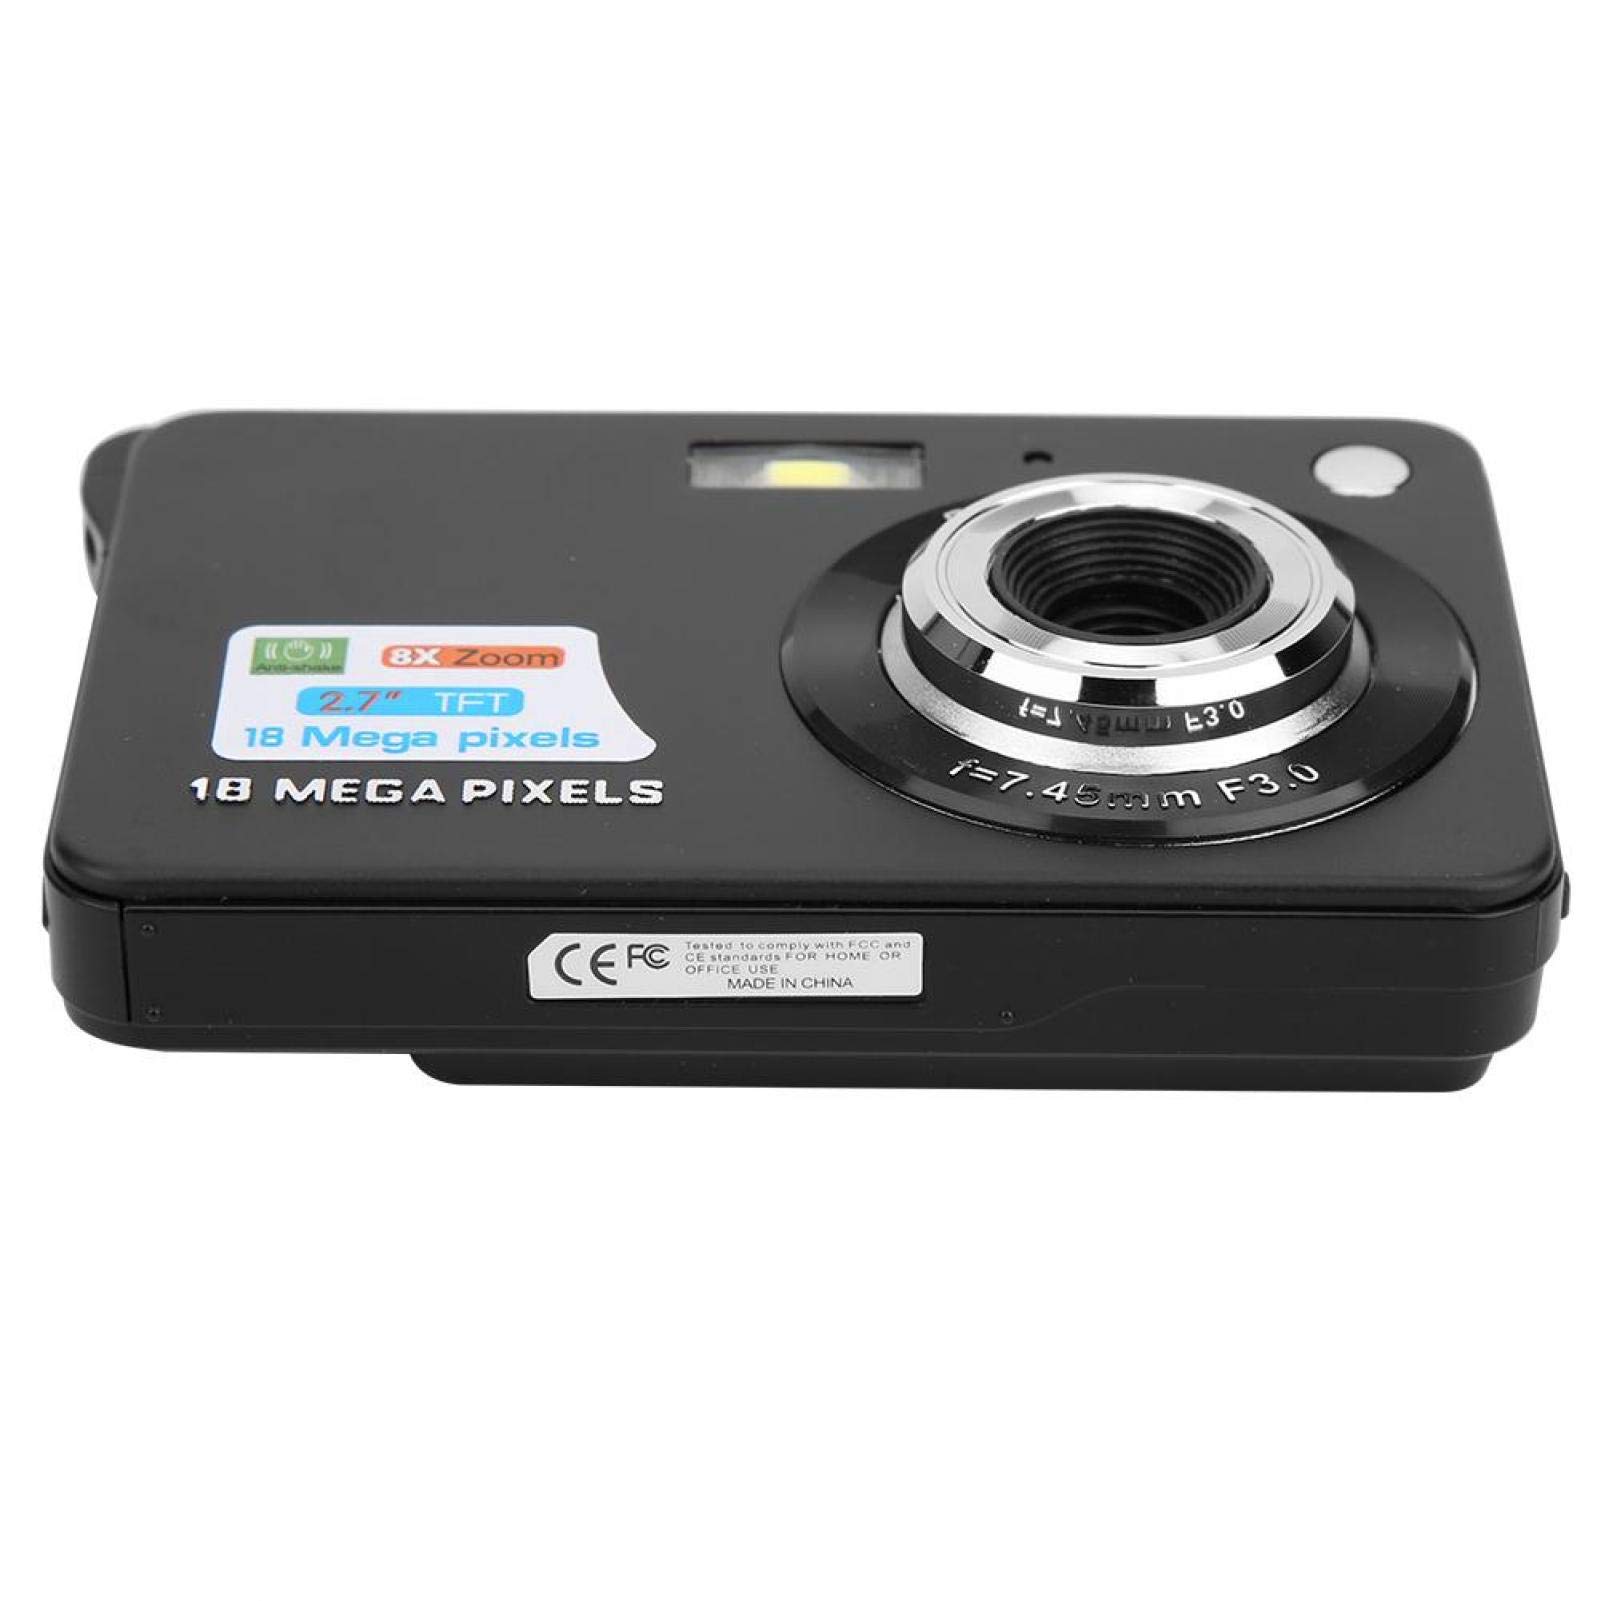 Anti-shake
8X Zoom
2.7" TFT
18 Mega pixels
18 MEGA PIXELS
f=7.45mm F3.0
f=7.45mm F3.0
CE FC Tested to comply with FCC and
CE standards FOR HOME OR
OFFICE USE
MADE IN CHINA